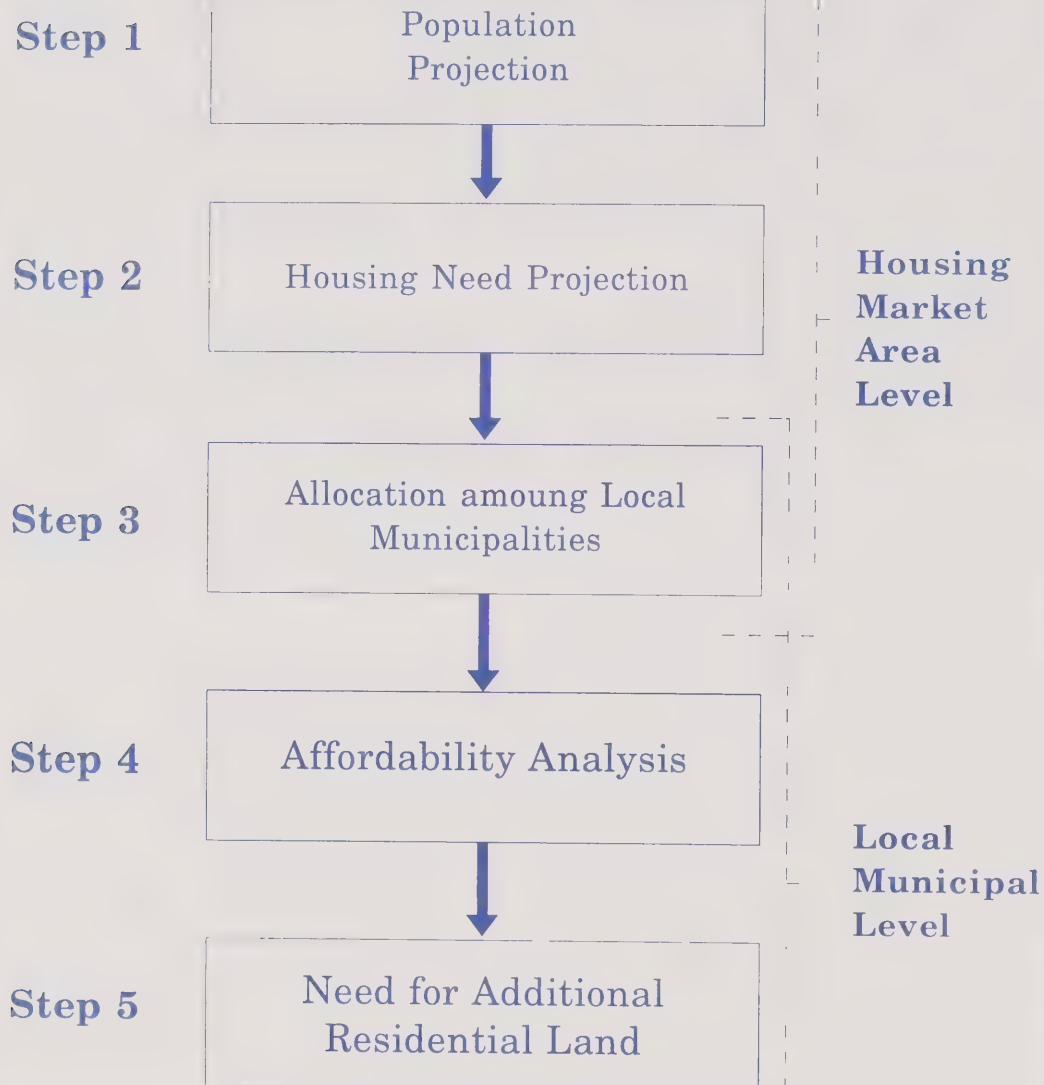 Step 1
Population
Projection
Step 2
Housing Need Projection
Housing
Market
Area
Level
Step 3
Allocation amoung Local
Municipalities
Step 4
Affordability Analysis
Local
Municipal
Level
Step 5
Need for Additional
Residential Land